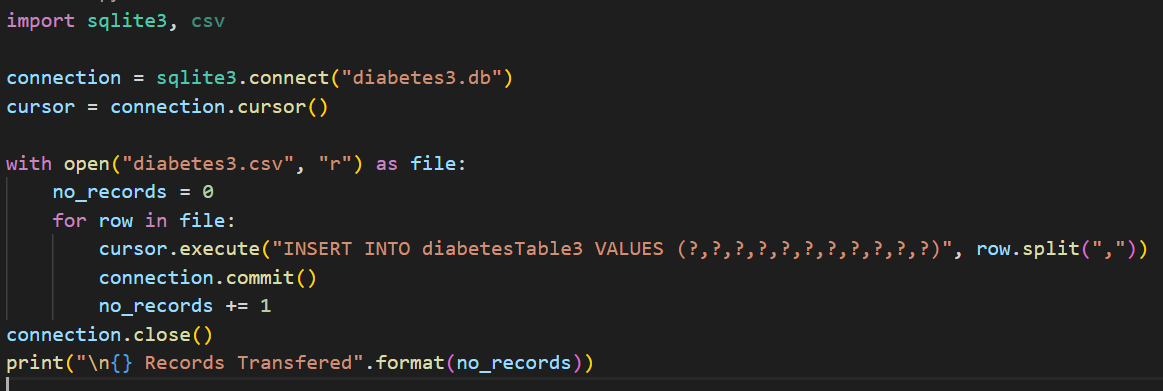 import sqlite3, csv
connection = sqlite3.connect("diabetes3.db")
cursor = connection.cursor()
with open("diabetes3.csv", "r") as file:
    no_records = 0
    for row in file:
        cursor.execute("INSERT INTO diabetesTable3 VALUES (?,?,?,?,?,?,?,?,?,?,?)", row.split(","))
        connection.commit()
        no_records += 1
connection.close()
print("\n{} Records Transfered".format(no_records))